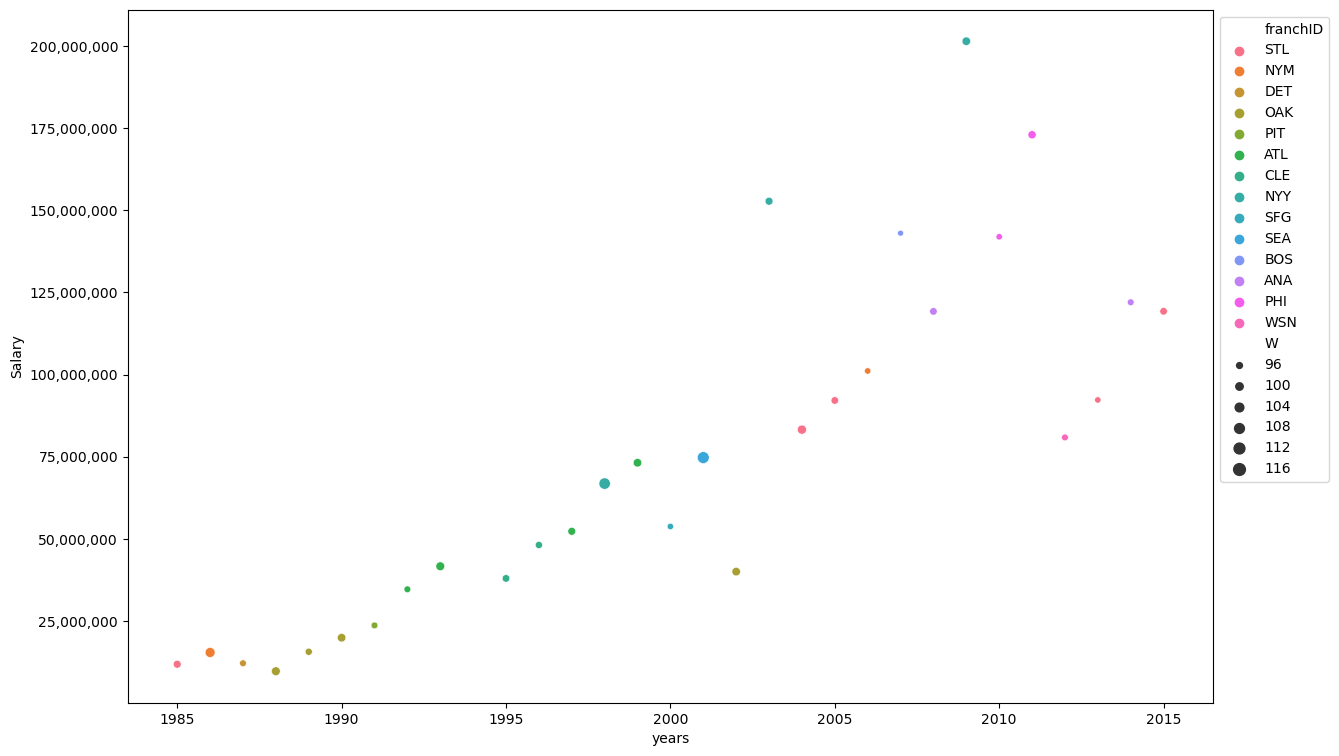 200,000,000
175,000,000
150,000,000
125,000,000
100,000,000
75,000,000
50,000,000
25,000,000
Salary
1985 1990 1995 2000 2005 2010 2015
years
franchID
STL
NYM
DET
OAK
PIT
ATL
CLE
NYY
SFG
SEA
BOS
ANA
PHI
WSN
W
96
100
104
108
112
116